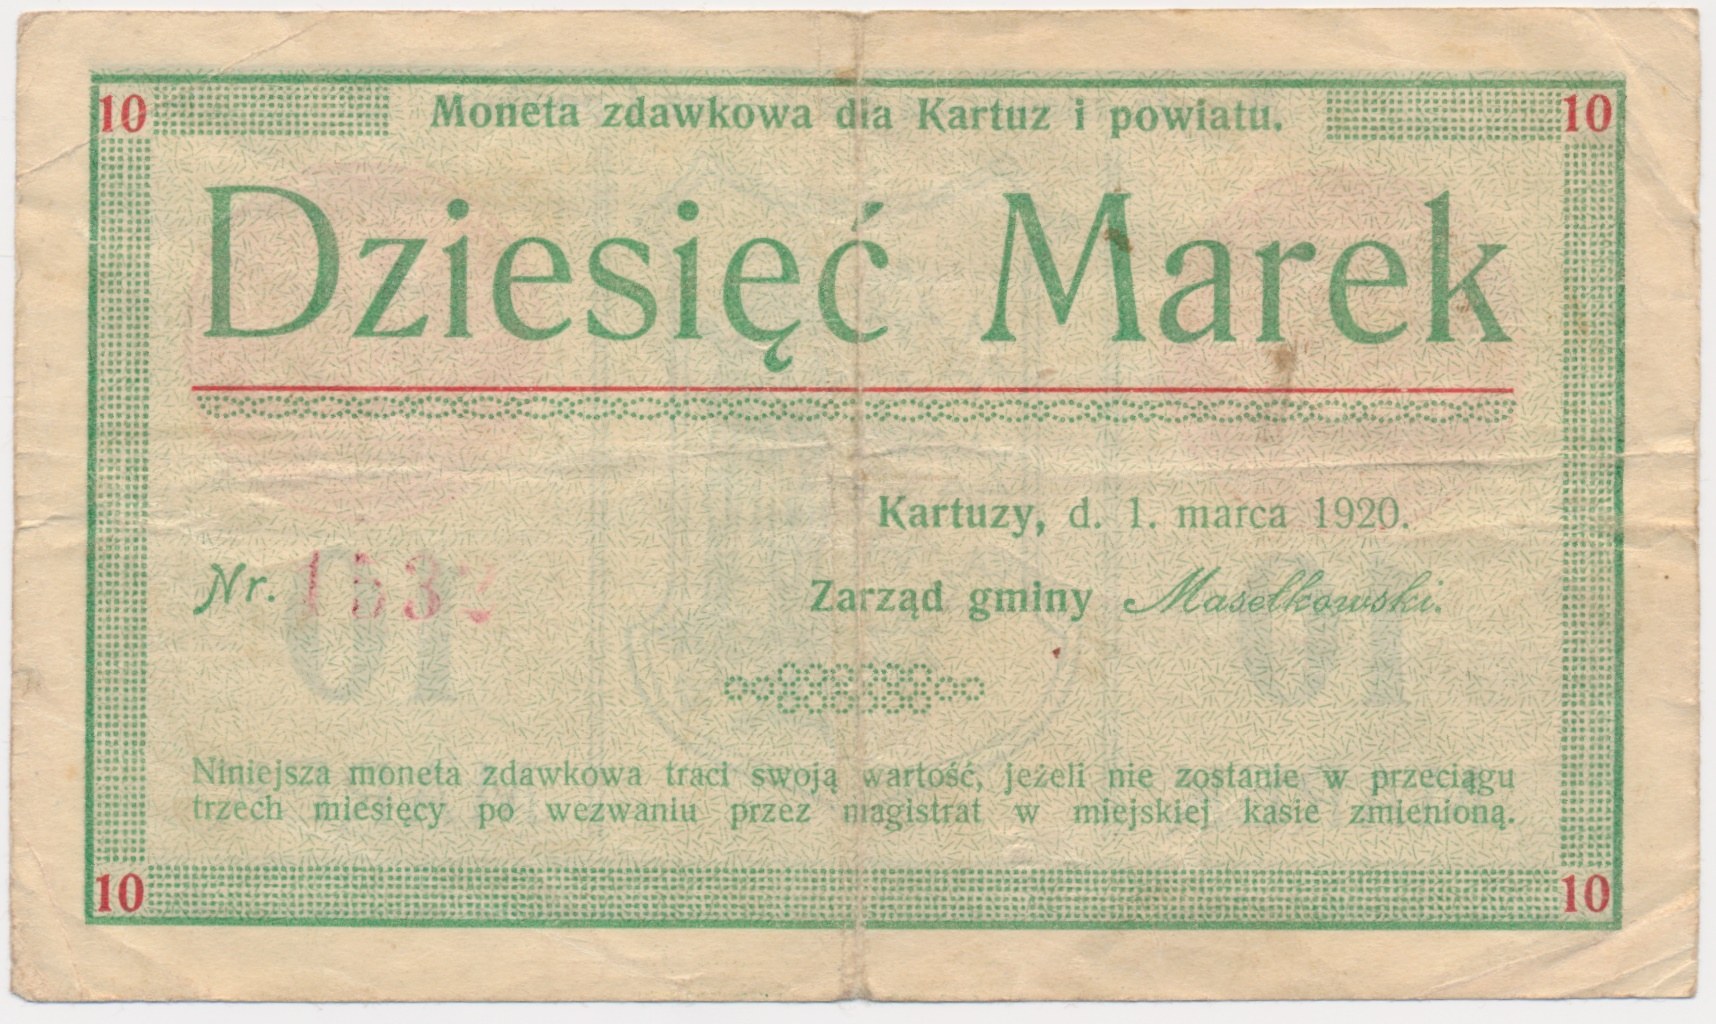 10 Moneta zdawkowa dla Kartuz i powiatu. 10
Dziesięć Marek
Kartuzy, d. 1. marca 1920.
Nr. 1632
Zarząd gminy Maselkowski.
Niniejsza moneta zdawkowa traci swoją wartość, jeżeli nie zostanie w przeciągu
trzech miesięcy po wezwaniu przez magistrat w miejskiej kasie zmienioną.
10 10